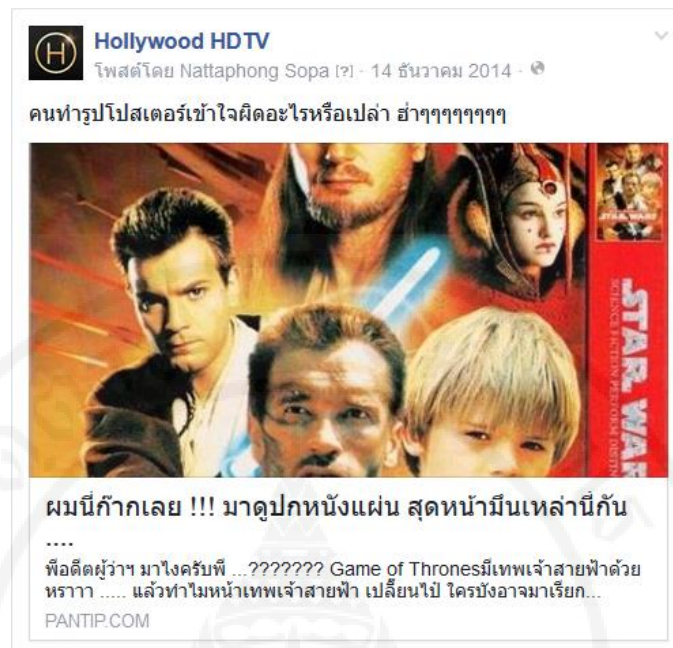 H
Hollywood HDTV
โพสต์โดย Nattaphong Sopa [?] · 14 ธันวาคม 2014 ·
คนทำรูปโปสเตอร์เข้าใจผิดอะไรหรือเปล่า ฮ่าๆๆๆๆๆๆๆๆ
STAR WARS
STAR WAR
SCIENCE FICTION PERFORM DISTIN
ผมนี่ก๊ากเลย !!! มาดูปกหนังแผ่น สุดหน้ามึนเหล่านี้กัน
....
พี่อดีตผู้ว่าฯ มาไงครับพี่ ...??????? Game of Thronesมีเทพเจ้าสายฟ้าด้วย
หราาา ..... แล้วทำไมหน้าเทพเจ้าสายฟ้า เปลี๊ยนไป๋ ใครบังอาจมาเรียก...
PANTIP.COM